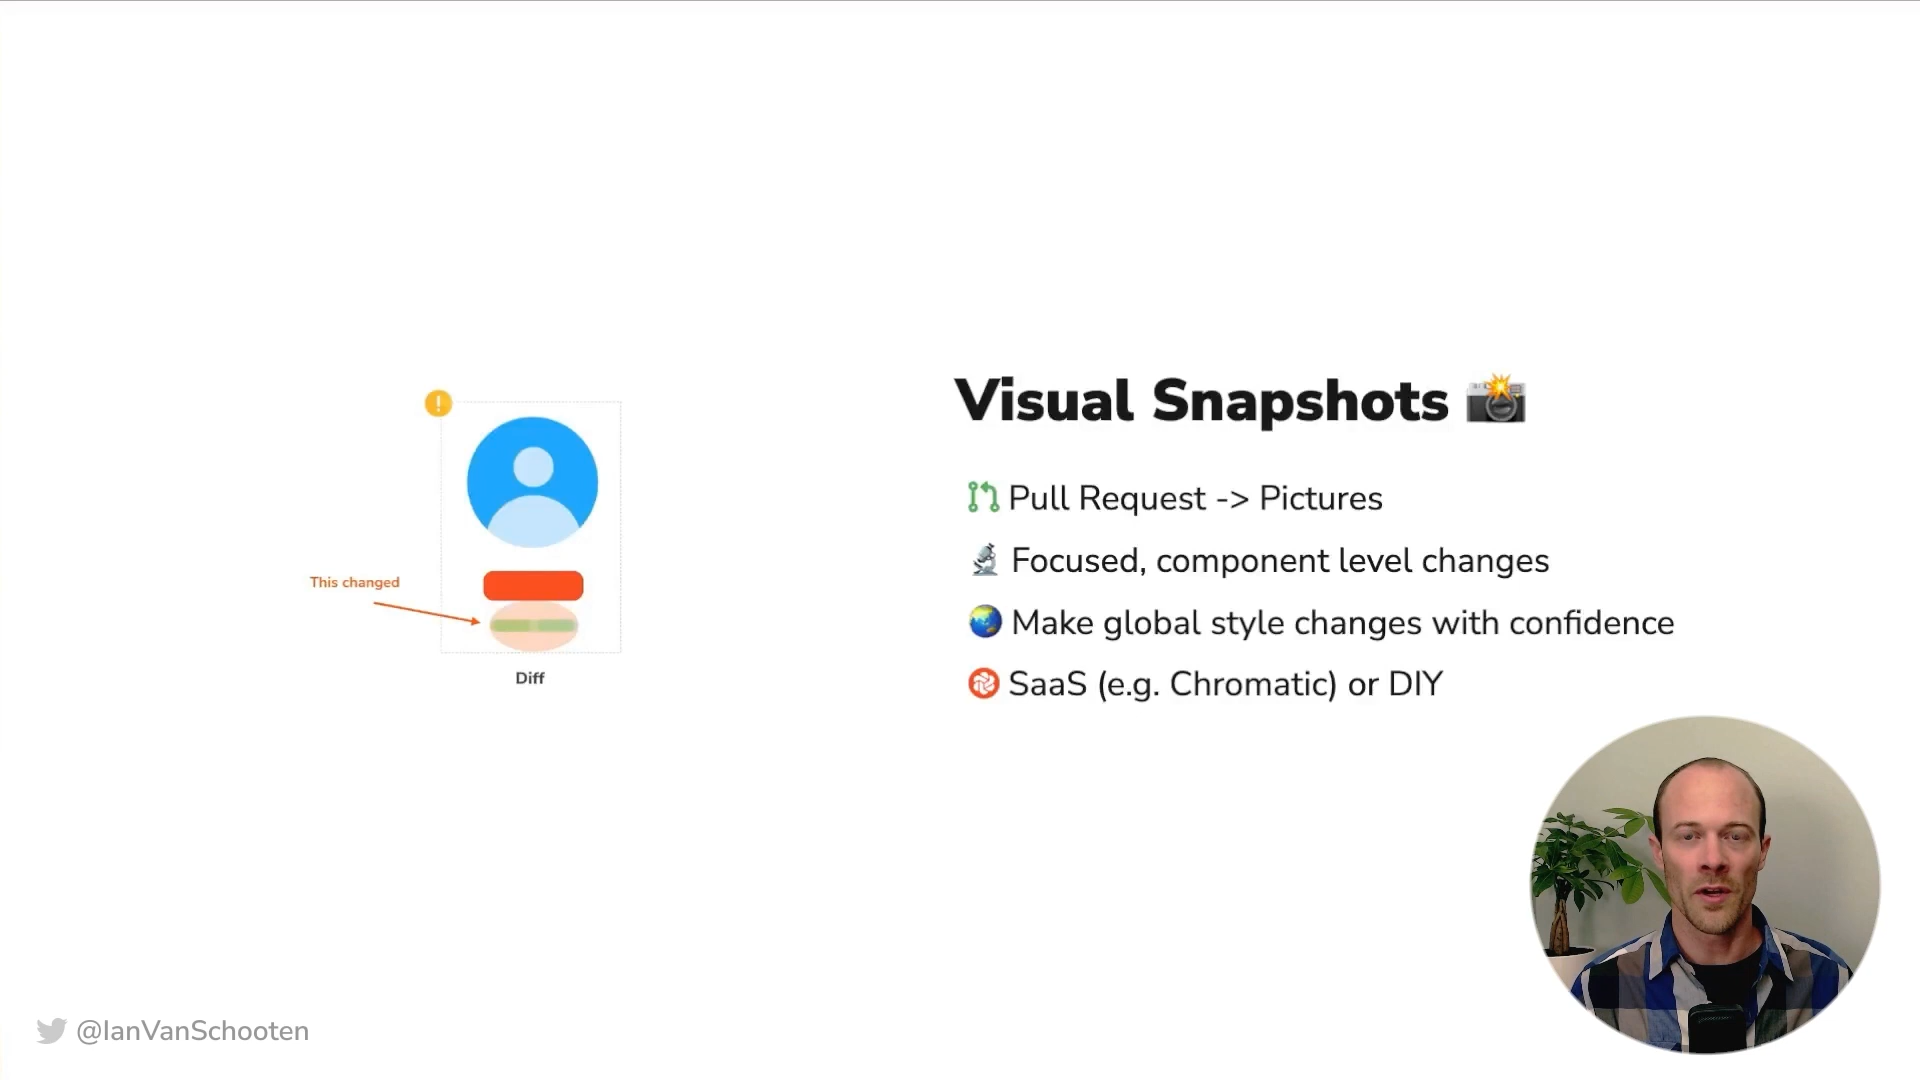 This changed
Diff
Visual Snapshots
Pull Request -> Pictures
Focused, component level changes
Make global style changes with confidence
SaaS (e.g. Chromatic) or DIY
@IanVanSchooten